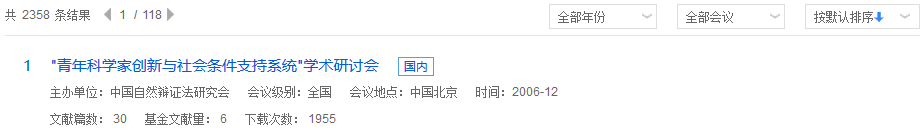 共 2358 条结果 1 / 118 全部年份 全部会议 按默认排序
1 "青年科学家创新与社会条件支持系统"学术研讨会 国内
主办单位：中国自然辩证法研究会 会议级别：全国 会议地点：中国北京 时间：2006-12
文献篇数：30 基金文献量：6 下载次数：1955